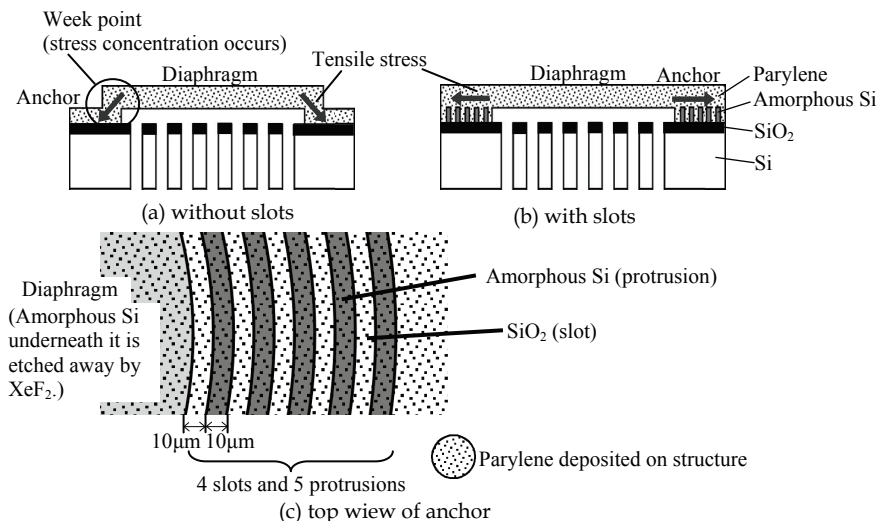 Week point
(stress concentration occurs)
Diaphragm
Tensile stress
Anchor
(a) without slots
Diaphragm
Anchor
Parylene
Amorphous Si
SiO₂
Si
(b) with slots
Diaphragm
(Amorphous Si
underneath it is
etched away by
XeF₂.)
Amorphous Si (protrusion)
SiO₂ (slot)
10μm 10μm
4 slots and 5 protrusions
Parylene deposited on structure
(c) top wiew of anchor